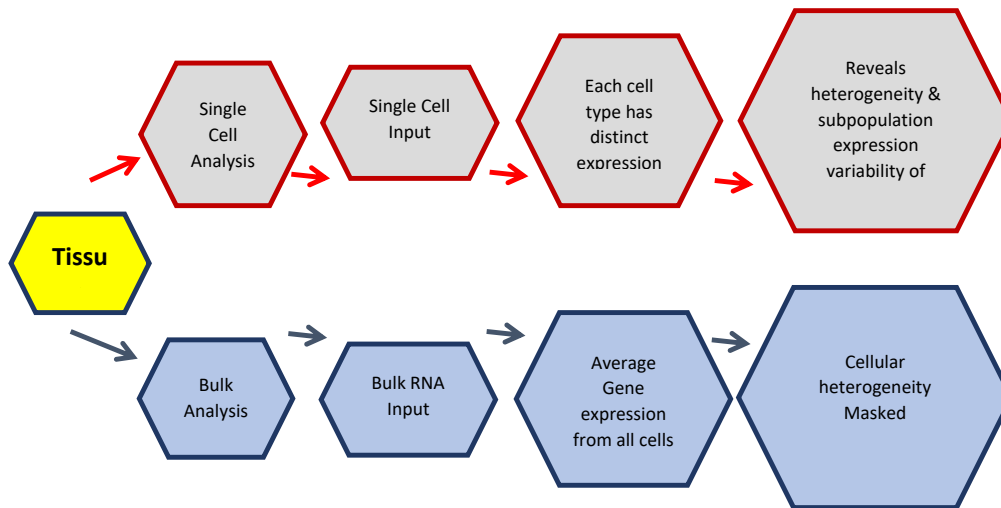 Tissu
Single
Cell
Analysis
Single Cell
Input
Each cell
type has
distinct
expression
Reveals
heterogeneity &
subpopulation
expression
variability of
Bulk
Analysis
Bulk RNA
Input
Average
Gene
expression
from all cells
Cellular
heterogeneity
Masked